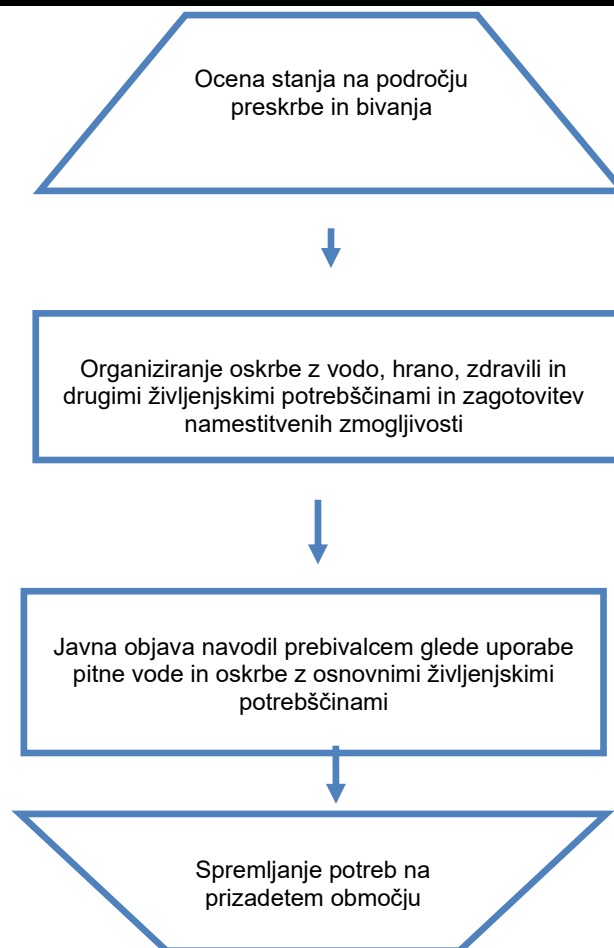 Ocena stanja na področju
preskrbe in bivanja
Organiziranje oskrbe z vodo, hrano, zdravili in
drugimi življenjskimi potrebščinami in zagotovitev
namestitvenih zmogljivosti
Javna objava navodil prebivalcem glede uporabe
pitne vode in oskrbe z osnovnimi življenjskimi
potrebščinami
Spremljanje potreb na
prizadetem območju